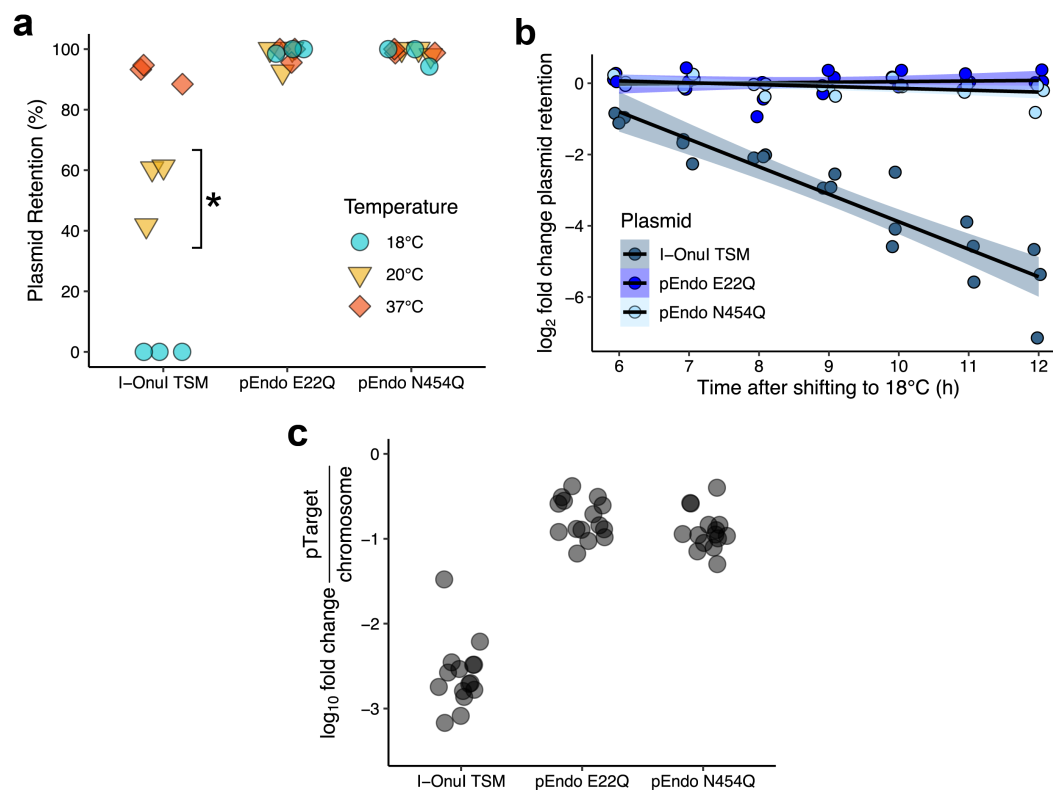 a
Plasmid Retention (%)
100
80
60
40
20
0
*
Temperature
18°C
20°C
37°C
I−OnuI TSM
pEndo E22Q
pEndo N454Q
b
log2 fold change plasmid retention
0
−2
−4
−6
Plasmid
I−OnuI TSM
pEndo E22Q
pEndo N454Q
6
7
8
9
10
11
12
Time after shifting to 18°C (h)
c
log10 fold change
pTarget
chromosome
0
−1
−2
−3
I−OnuI TSM
pEndo E22Q
pEndo N454Q